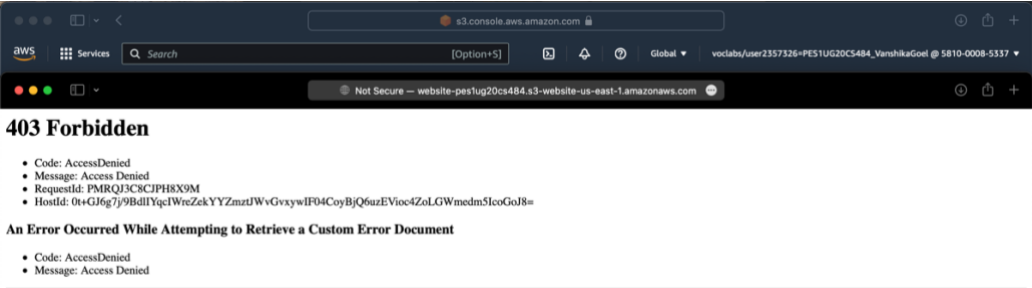 s3.console.aws.amazon.com
aws Services Search [Option+S] Global voclabs/user2357326=PES1UG20CS484_VanshikaGoel @ 5810-0008-5337
Not Secure — website-pes1ug20cs484.s3-website-us-east-1.amazonaws.com
403 Forbidden
• Code: AccessDenied
• Message: Access Denied
• RequestId: PMRQJ3C8CJPH8X9M
• HostId: 0t+GJ6g7j/9BdlIYqcIWreZekYYZmztJWvGvxywIF04CoyBjQ6uzEVioc4ZoLGWmedm5IcoGoJ8=
An Error Occurred While Attempting to Retrieve a Custom Error Document
• Code: AccessDenied
• Message: Access Denied